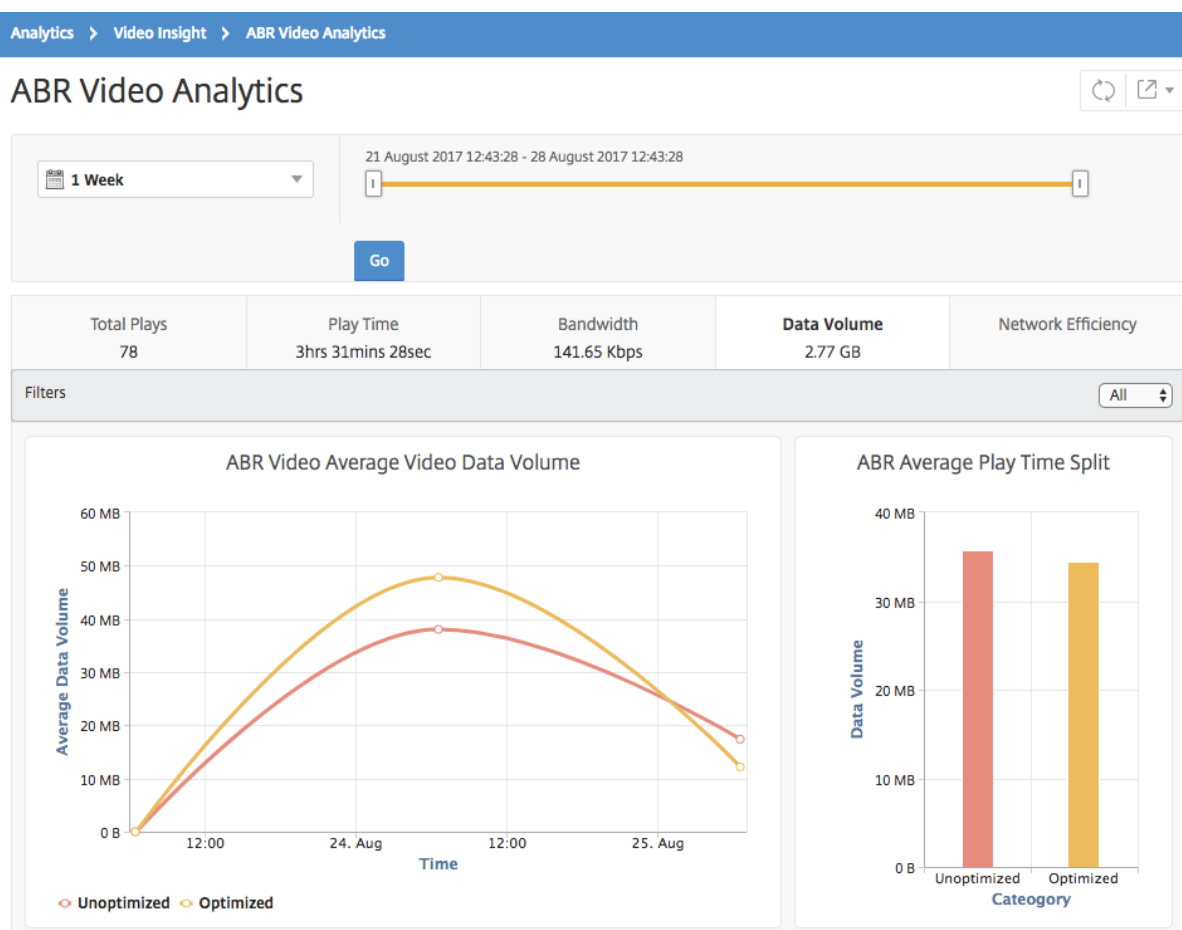 Analytics > Video Insight > ABR Video Analytics
ABR Video Analytics
21 August 2017 12:43:28 - 28 August 2017 12:43:28
1 Week
Go
Total Plays
78
Play Time
3hrs 31mins 28sec
Bandwidth
141.65 Kbps
Data Volume
2.77 GB
Network Efficiency
Filters
All
ABR Video Average Video Data Volume
60 MB
50 MB
40 MB
30 MB
20 MB
10 MB
0 B
Average Data Volume
12:00
24. Aug
12:00
25. Aug
Time
Unoptimized
Optimized
ABR Average Play Time Split
40 MB
30 MB
20 MB
10 MB
0 B
Data Volume
Unoptimized
Optimized
Cateogory